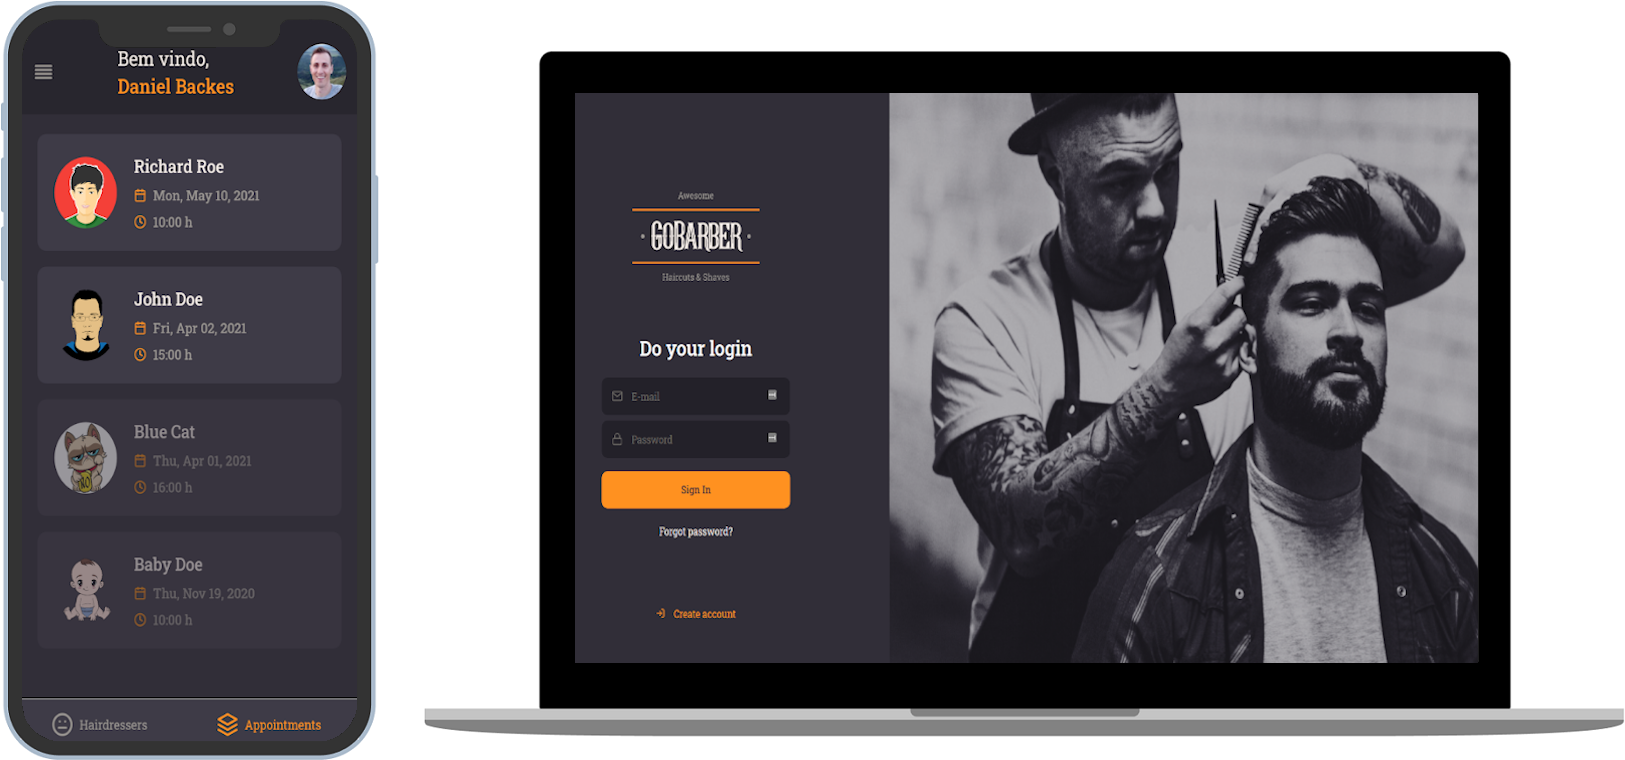 Bem vindo,
Daniel Backes
Richard Roe
Mon, May 10, 2021
10:00 h
John Doe
Fri, Apr 02, 2021
15:00 h
Blue Cat
Thu, Apr 01, 2021
16:00 h
NO
Baby Doe
Thu, Nov 19, 2020
10:00 h
Hairdressers
Appointments
Awesome
· GOBARBER ·
Haircuts & Shaves
Do your login
E-mail
Password
Sign In
Forgot password?
Create account